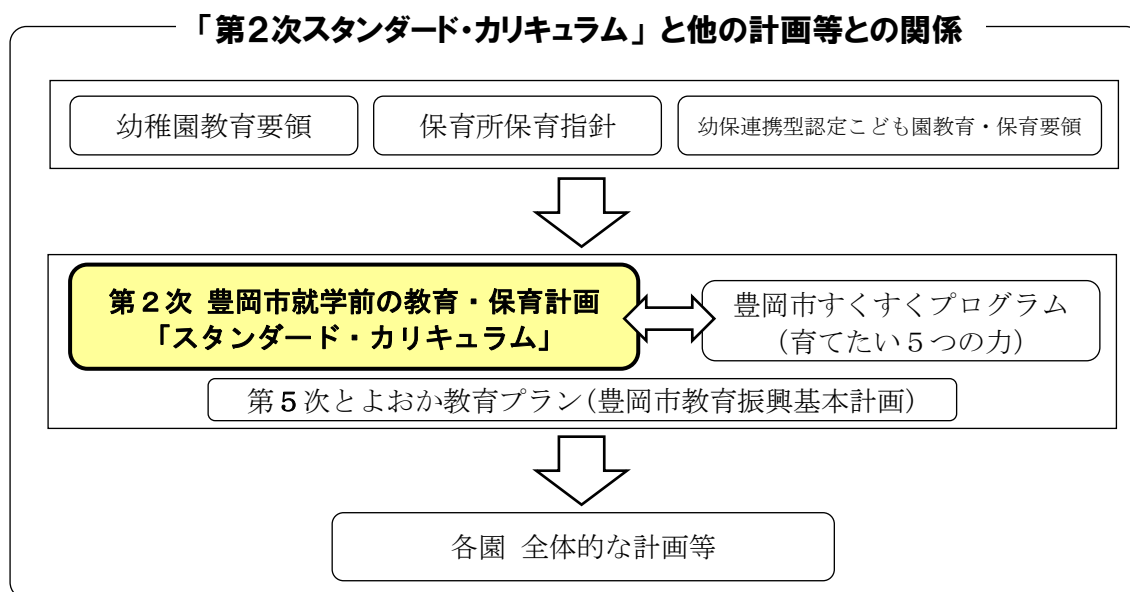 「第２次スタンダード・カリキュラム」と他の計画等との関係
幼稚園教育要領
保育所保育指針
幼保連携型認定こども園教育・保育要領
第２次 豊岡市就学前の教育・保育計画
「スタンダード・カリキュラム」
豊岡市すくすくプログラム
（育てたい５つの力）
第５次とよおか教育プラン（豊岡市教育振興基本計画）
各園 全体的な計画等